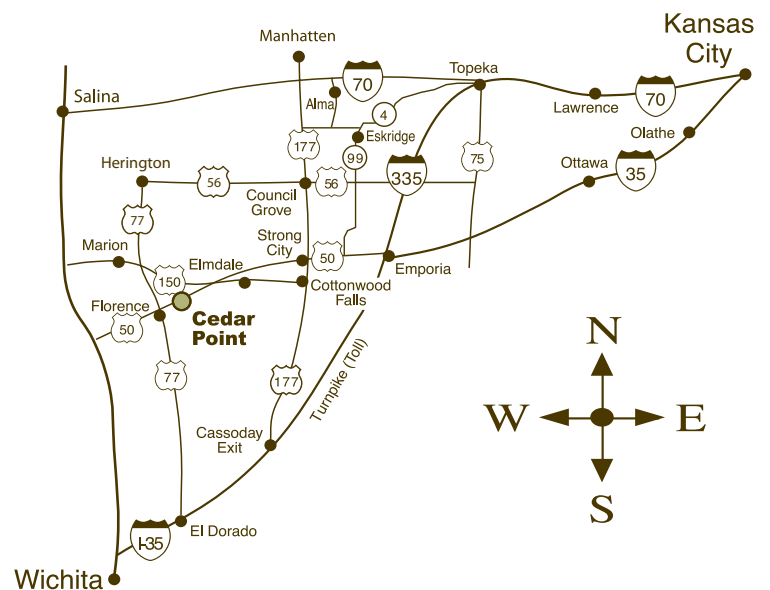 Kansas
City
Manhatten
Topeka
70
Salina
Alma
Lawrence
70
4
Olathe
Eskridge
177
99
75
Herington
Ottawa
56
Council
Grove
56
335
35
77
Strong
City
Marion
Elmdale
50
Emporia
150
Cottonwood
Falls
Florence
Cedar
Point
50
N
Turnpike (Toll)
77
177
W
E
Cassoday
Exit
S
El Dorado
I-35
Wichita